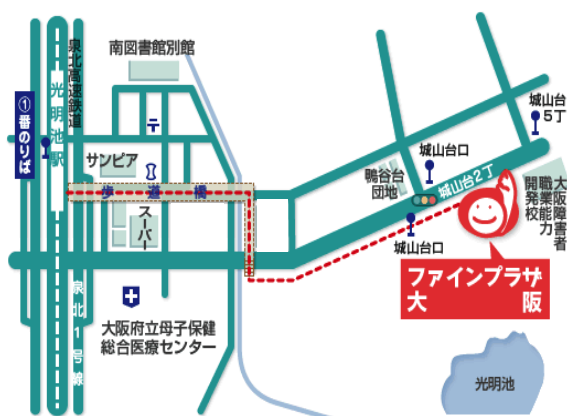 南図書館別館
泉北高速鉄道
光明池駅
①番のりば
サンピア
歩道橋
スーパー
鴨谷台
団地
城山台口
城山台
5丁
城山台2丁
城山台口
大阪障害者
職業能力
開発校
ファインプラザ
大阪
泉北1号線
大阪府立母子保健
総合医療センター
光明池